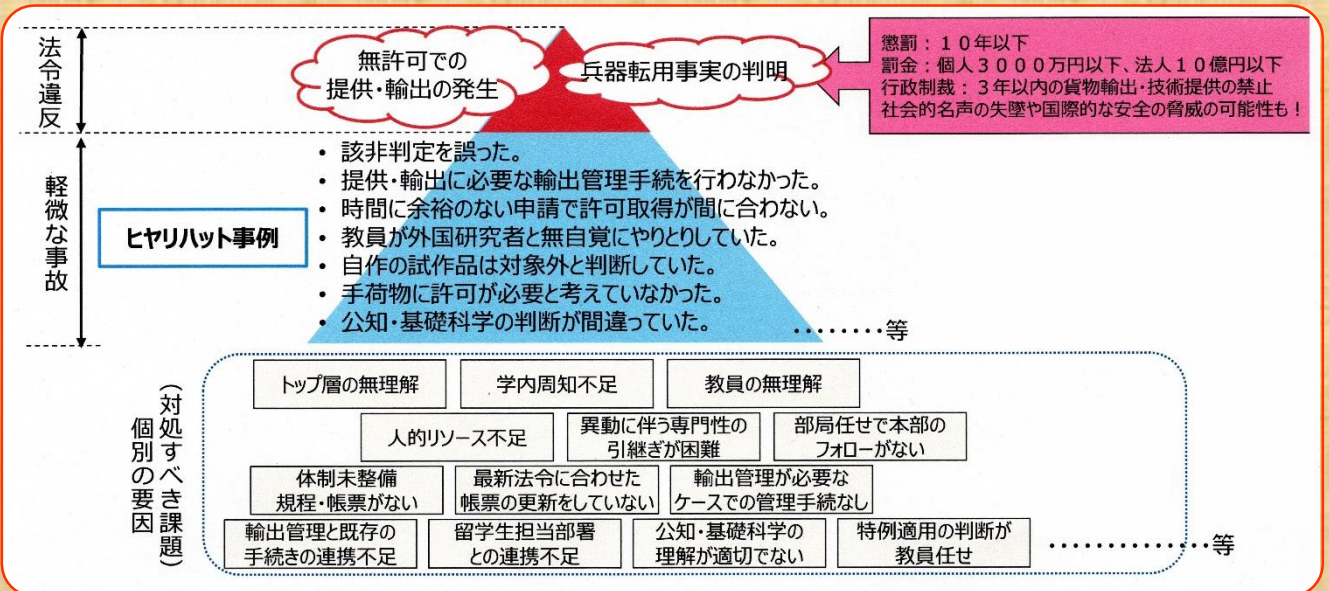 法令違反
無許可での
提供・輸出の発生
兵器転用事実の判明
懲罰：１０年以下
罰金：個人３０００万円以下、法人１０億円以下
行政制裁：３年以内の貨物輸出・技術提供の禁止
社会的名声の失墜や国際的な安全の脅威の可能性も！
軽微な事故
ヒヤリハット事例
• 該非判定を誤った。
• 提供・輸出に必要な輸出管理手続を行わなかった。
• 時間に余裕のない申請で許可取得が間に合わない。
• 教員が外国研究者と無自覚にやりとりしていた。
• 自作の試作品は対象外と判断していた。
• 手荷物に許可が必要と考えていなかった。
• 公知・基礎科学の判断が間違っていた。
・・・・・・・・等
(対処すべき課題)
個別の要因
トップ層の無理解
学内周知不足
教員の無理解
人的リソース不足
異動に伴う専門性の
引継ぎが困難
部局任せで本部の
フォローがない
体制未整備
規程・帳票がない
最新法令に合わせた
帳票の更新をしていない
輸出管理が必要な
ケースでの管理手続なし
輸出管理と既存の
手続きの連携不足
留学生担当部署
との連携不足
公知・基礎科学の
理解が適切でない
特例適用の判断が
教員任せ
・・・・・・・・・・・・・・等